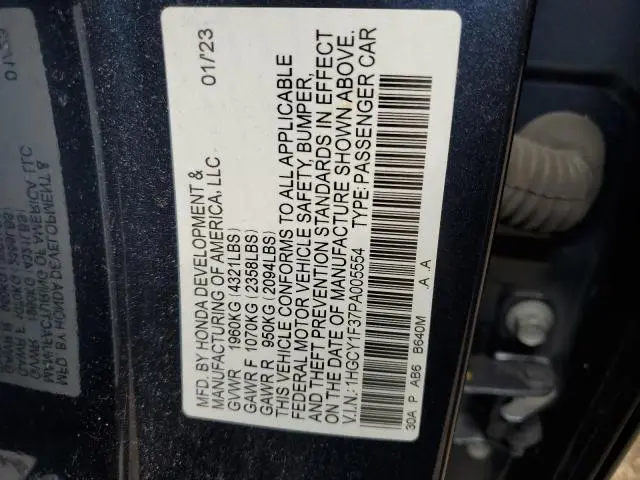 MFD. BY HONDA DEVELOPMENT & 01/23
MANUFACTURING OF AMERICA, LLC
GVWR 1960KG (4321LBS)
GAWR F 1070KG (2358LBS)
GAWR R 950KG (2094LBS)
THIS VEHICLE CONFORMS TO ALL APPLICABLE
FEDERAL MOTOR VEHICLE SAFETY, BUMPER,
AND THEFT PREVENTION STANDARDS IN EFFECT
ON THE DATE OF MANUFACTURE SHOWN ABOVE.
V.I.N.: 1HGCY1F37PA005554 TYPE: PASSENGER CAR
30A P AB6 B640M A A